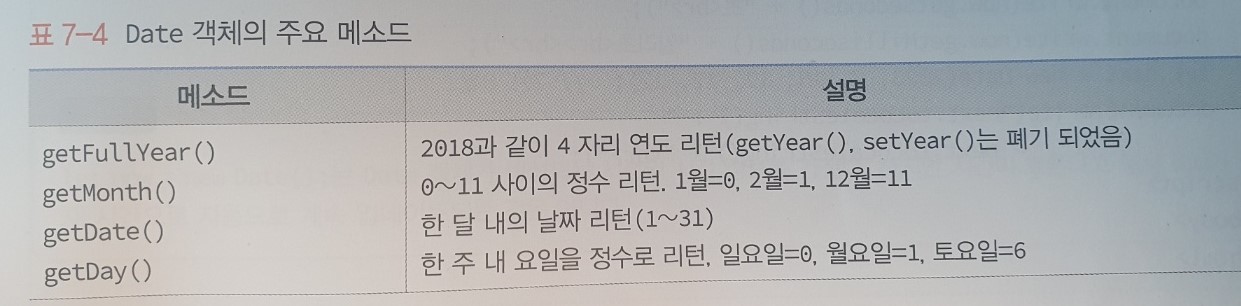 표 7-4 Date 객체의 주요 메소드
메소드 설명
getFullYear() 2018과 같이 4 자리 연도 리턴(getYear(), setYear()는 폐기 되었음)
getMonth() 0~11 사이의 정수 리턴. 1월=0, 2월=1, 12월=11
getDate() 한 달 내의 날짜 리턴(1~31)
getDay() 한 주 내 요일을 정수로 리턴, 일요일=0, 월요일=1, 토요일=6